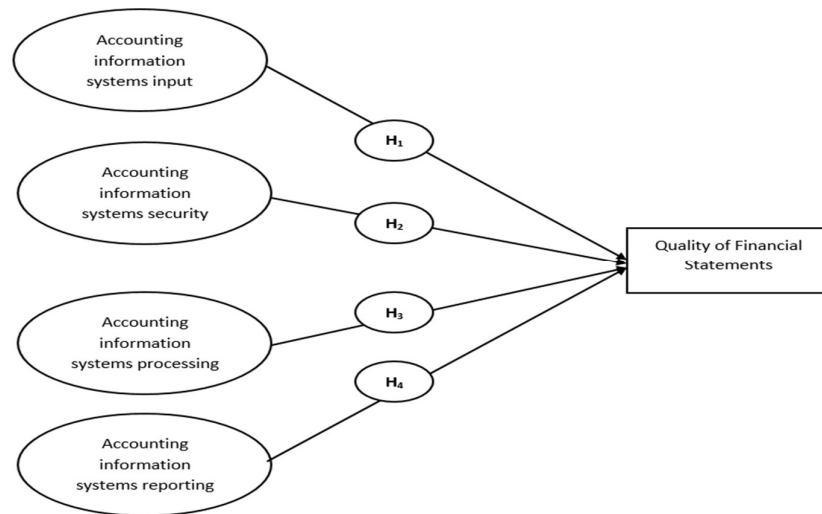 Accounting
information
systems input
H₁
Accounting
information
systems security
H₂
Quality of Financial
Statements
Accounting
information
systems processing
H₃
H₄
Accounting
information
systems reporting